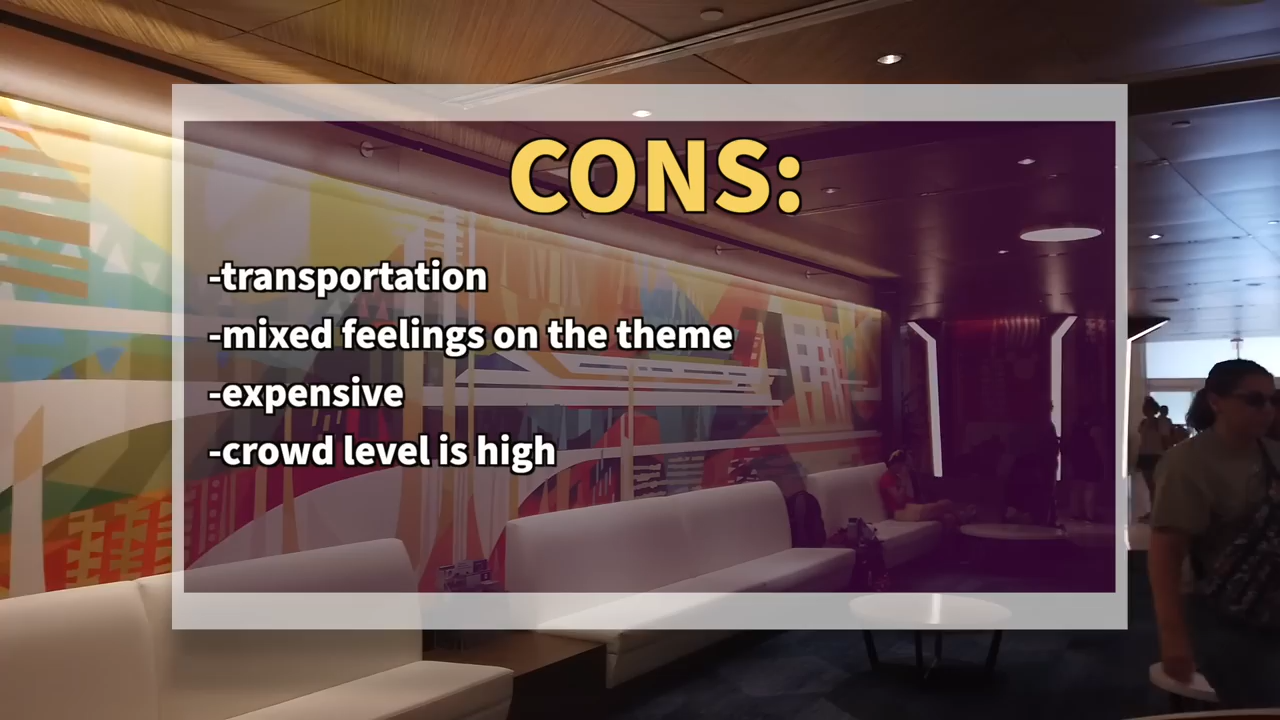 CONS:
-transportation
-mixed feelings on the theme
-expensive
-crowd level is high